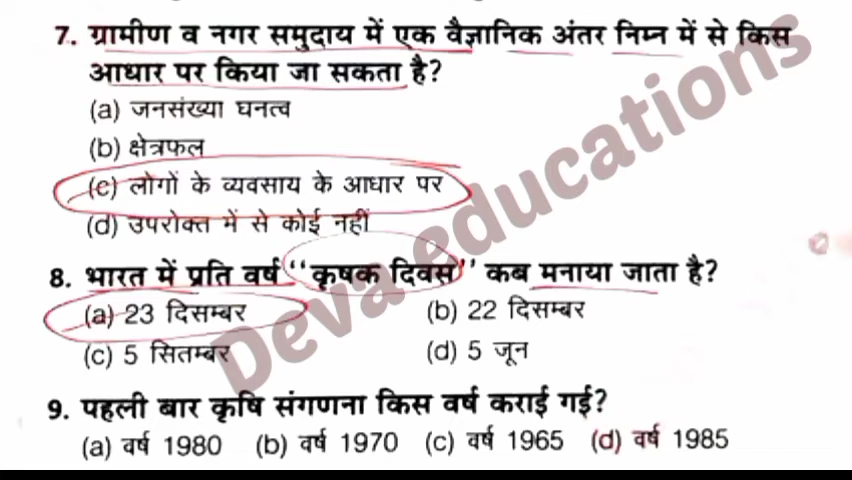 7. ग्रामीण व नगर समुदाय में एक वैज्ञानिक अंतर निम्न में से किस
आधार पर किया जा सकता है?
(a) जनसंख्या घनत्व
(b) क्षेत्रफल
(c) लोगों के व्यवसाय के आधार पर
(d) उपरोक्त में से कोई नहीं
8. भारत में प्रति वर्ष ‘‘कृषक दिवस’’ कब मनाया जाता है?
(a) 23 दिसम्बर (b) 22 दिसम्बर
(c) 5 सितम्बर (d) 5 जून
9. पहली बार कृषि संगणना किस वर्ष कराई गई?
(a) वर्ष 1980 (b) वर्ष 1970 (c) वर्ष 1965 (d) वर्ष 1985
Deva educations